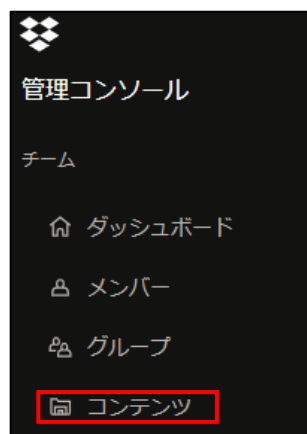 管理コンソール
チーム
ダッシュボード
メンバー
グループ
コンテンツ